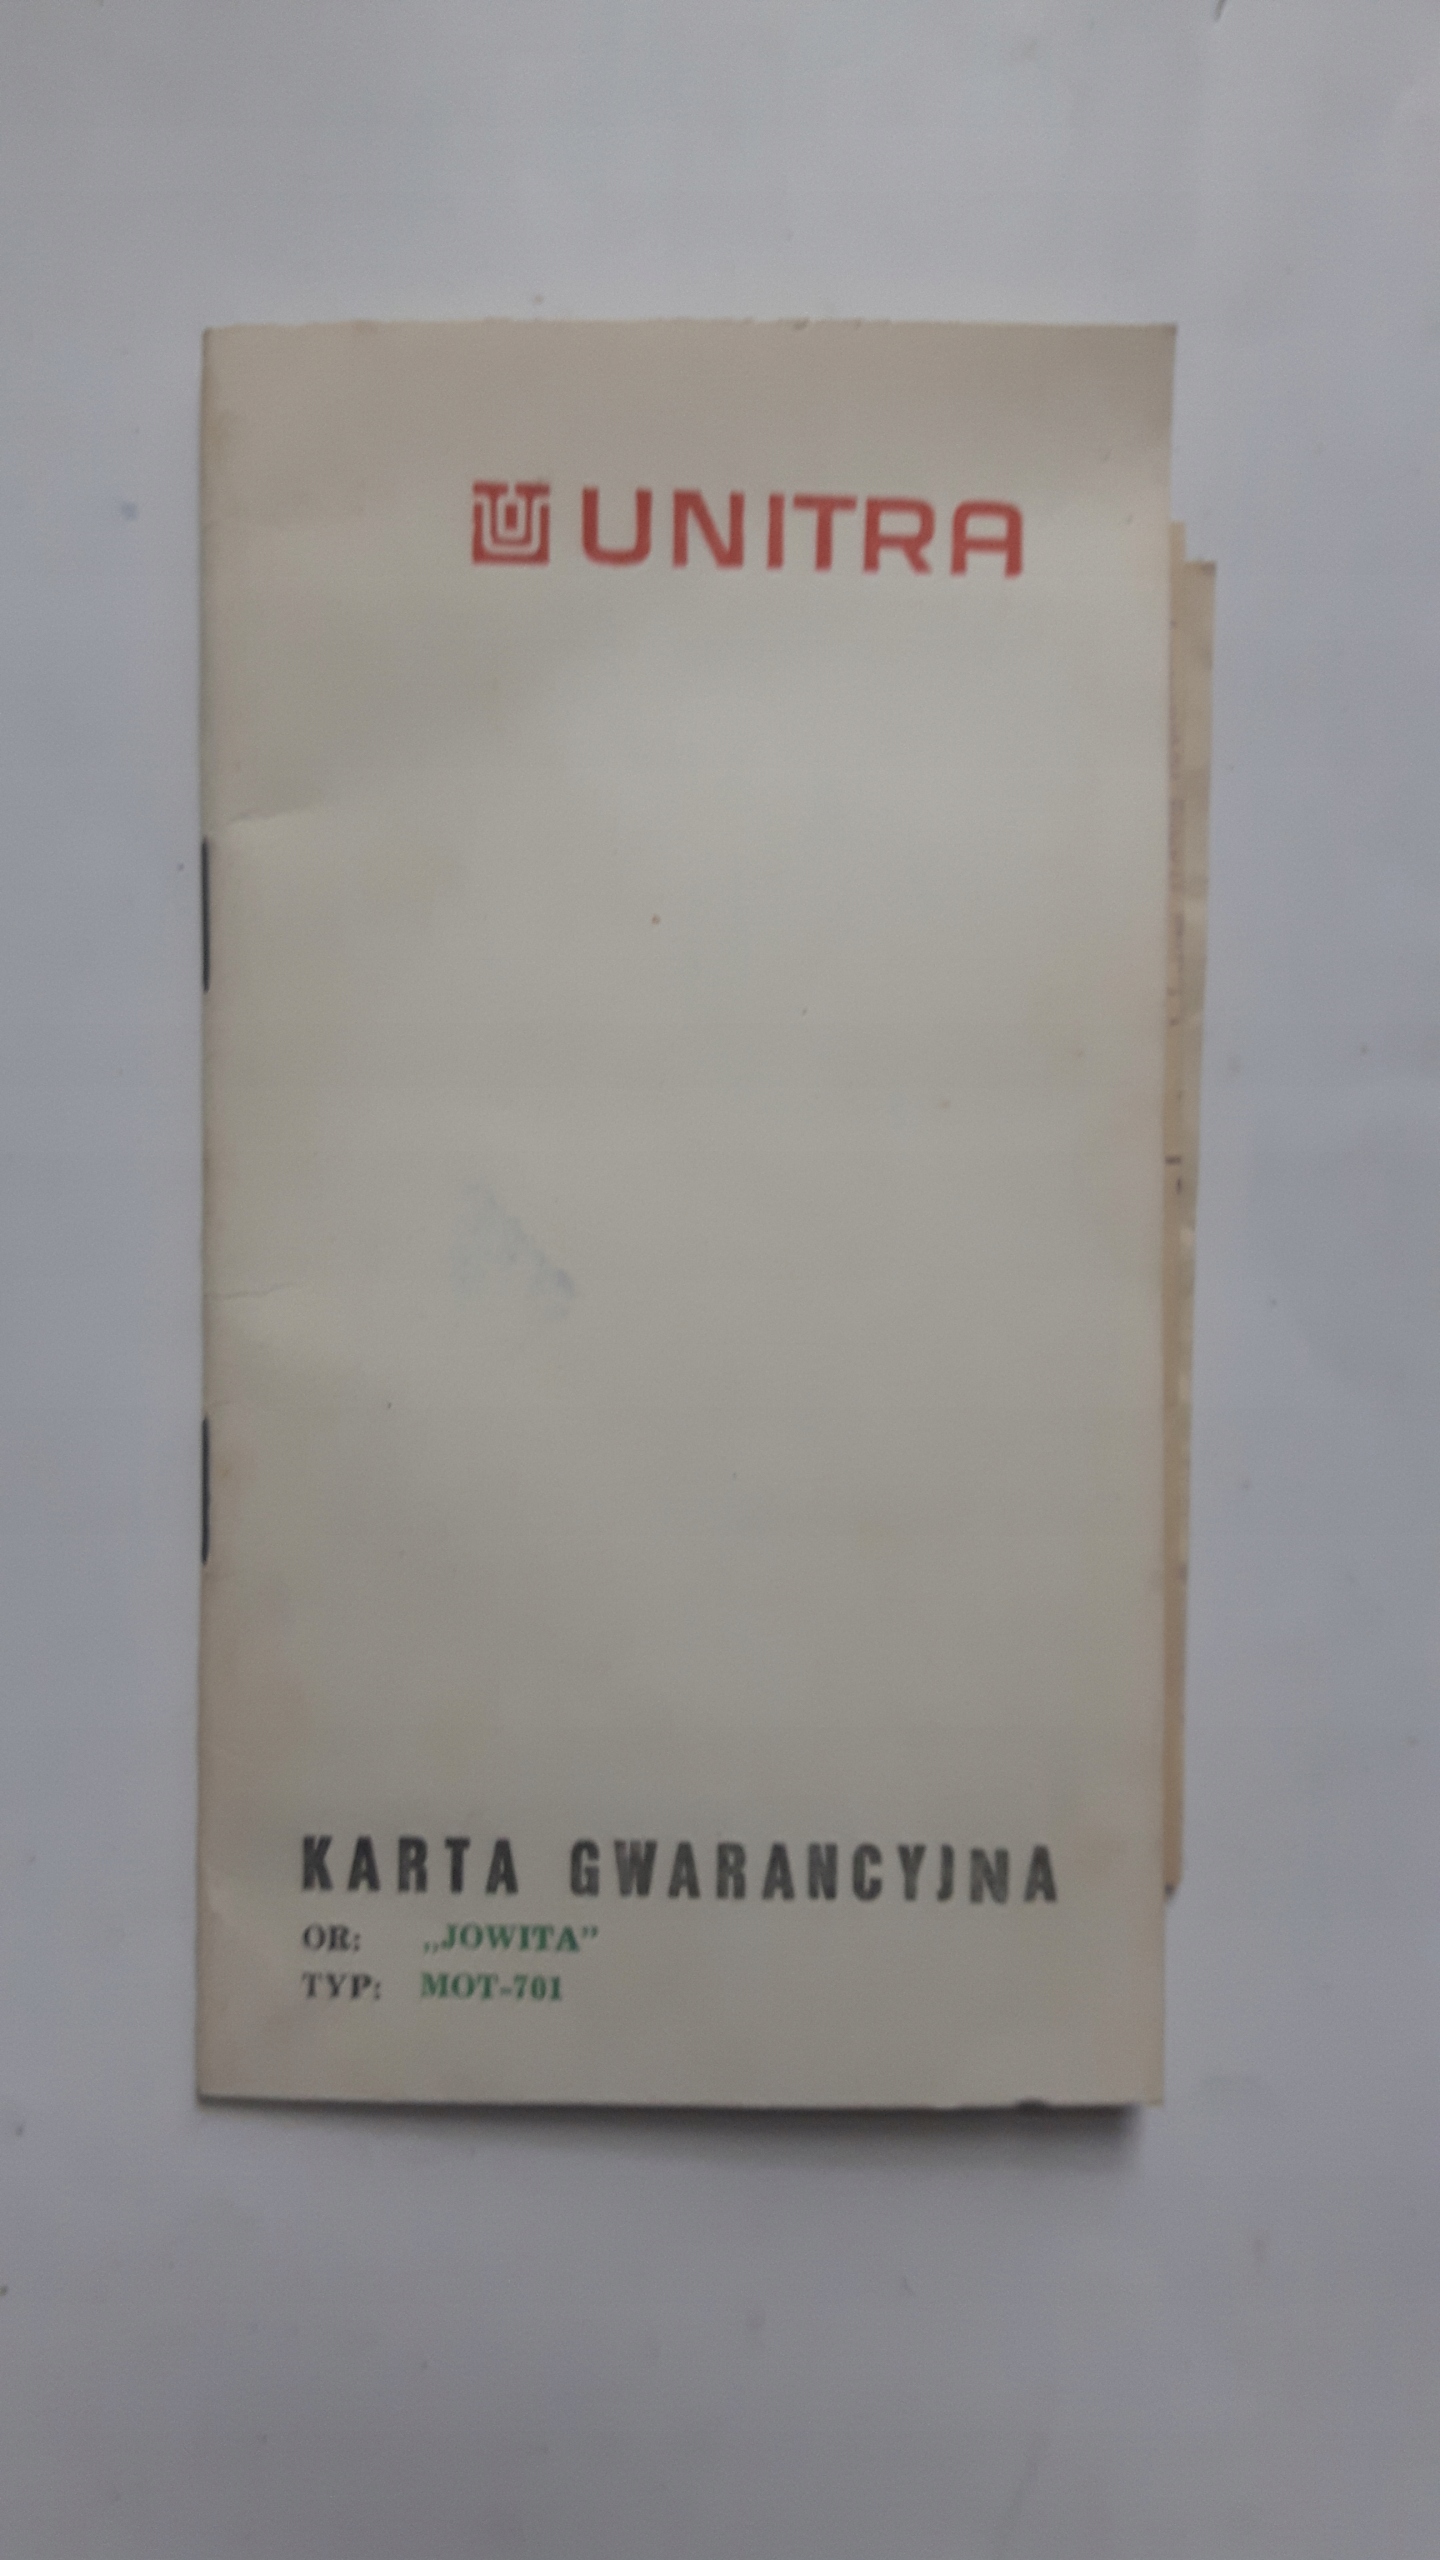 UNITRA
KARTA GWARANCYJNA
OR: „JOWITA”
TYP: MOT-701